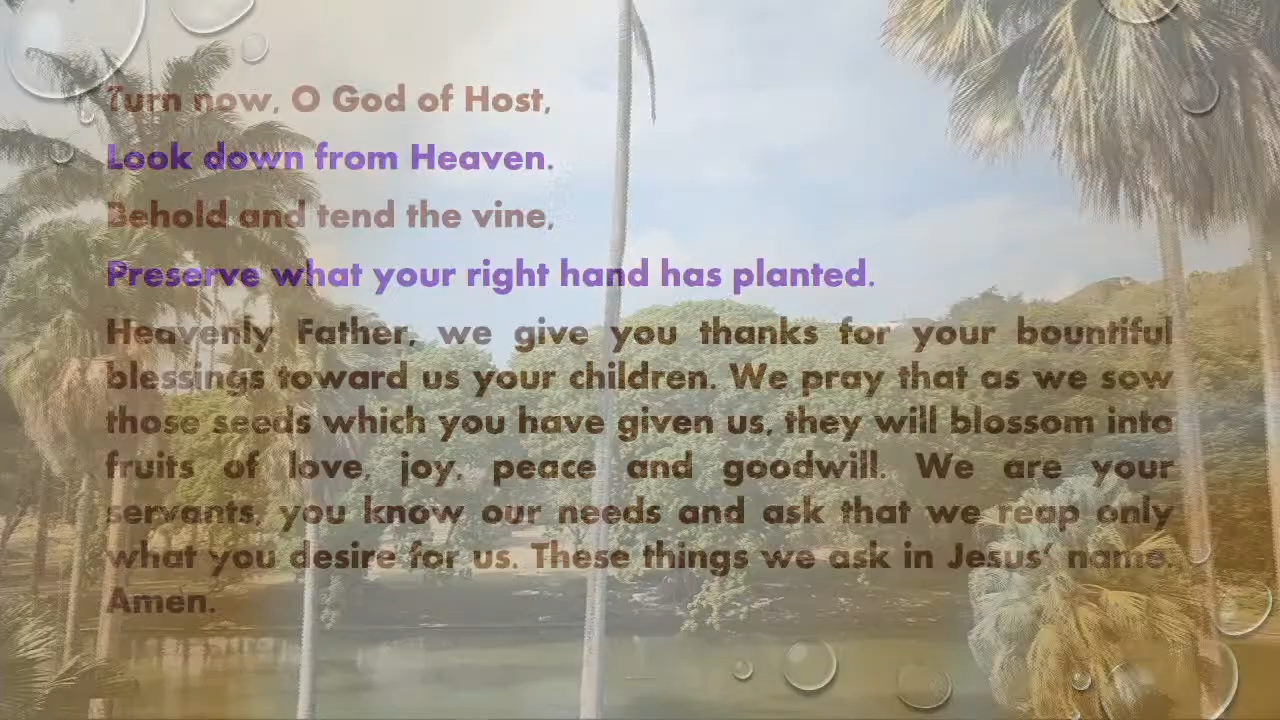 Turn now, O God of Host,
Look down from Heaven.
Behold and tend the vine,
Preserve what your right hand has planted.
Heavenly Father, we give you thanks for your bountiful
blessings toward us your children. We pray that as we sow
those seeds which you have given us, they will blossom into
fruits of love, joy, peace and goodwill. We are your
servants, you know our needs and ask that we reap only
what you desire for us. These things we ask in Jesus‘ name.
Amen.